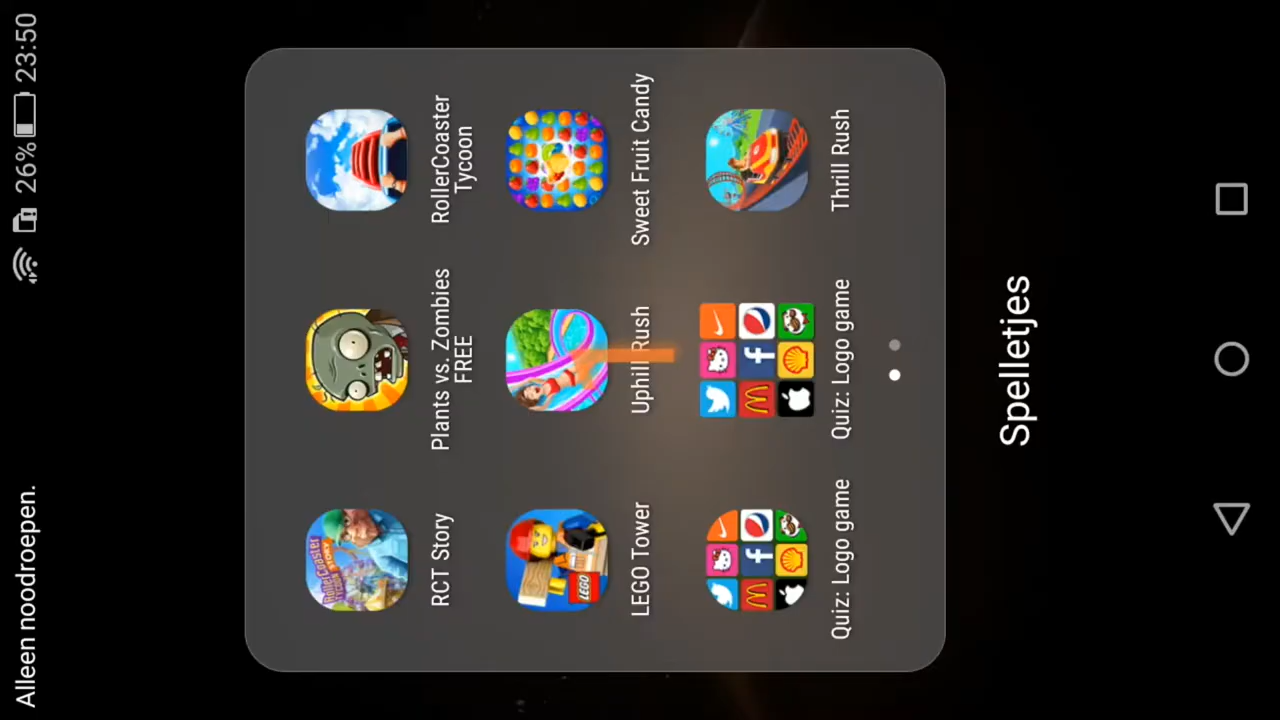 Alleen noodroepen.
26% 23:50
RCT Story
Plants vs. Zombies
FREE
RollerCoaster
Tycoon
LEGO Tower
Uphill Rush
Sweet Fruit Candy
Quiz: Logo game
Quiz: Logo game
Thrill Rush
Spelletjes